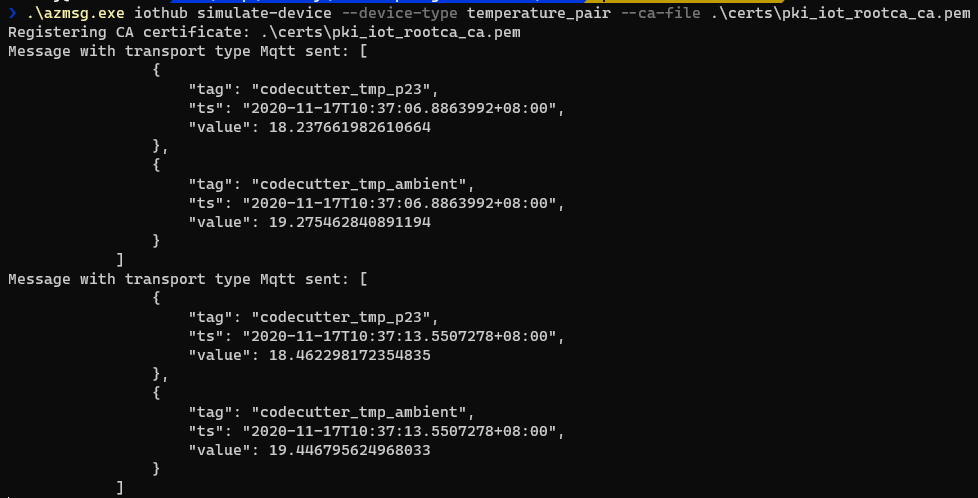 ❯ .\azmsg.exe iothub simulate-device --device-type temperature_pair --ca-file .\certs\pki_iot_rootca_ca.pem
Registering CA certificate: .\certs\pki_iot_rootca_ca.pem
Message with transport type Mqtt sent: [
{
"tag": "codecutter_tmp_p23",
"ts": "2020-11-17T10:37:06.8863992+08:00",
"value": 18.237661982610664
},
{
"tag": "codecutter_tmp_ambient",
"ts": "2020-11-17T10:37:06.8863992+08:00",
"value": 19.275462840891194
}
]
Message with transport type Mqtt sent: [
{
"tag": "codecutter_tmp_p23",
"ts": "2020-11-17T10:37:13.5507278+08:00",
"value": 18.462298172354835
},
{
"tag": "codecutter_tmp_ambient",
"ts": "2020-11-17T10:37:13.5507278+08:00",
"value": 19.446795624968033
}
]